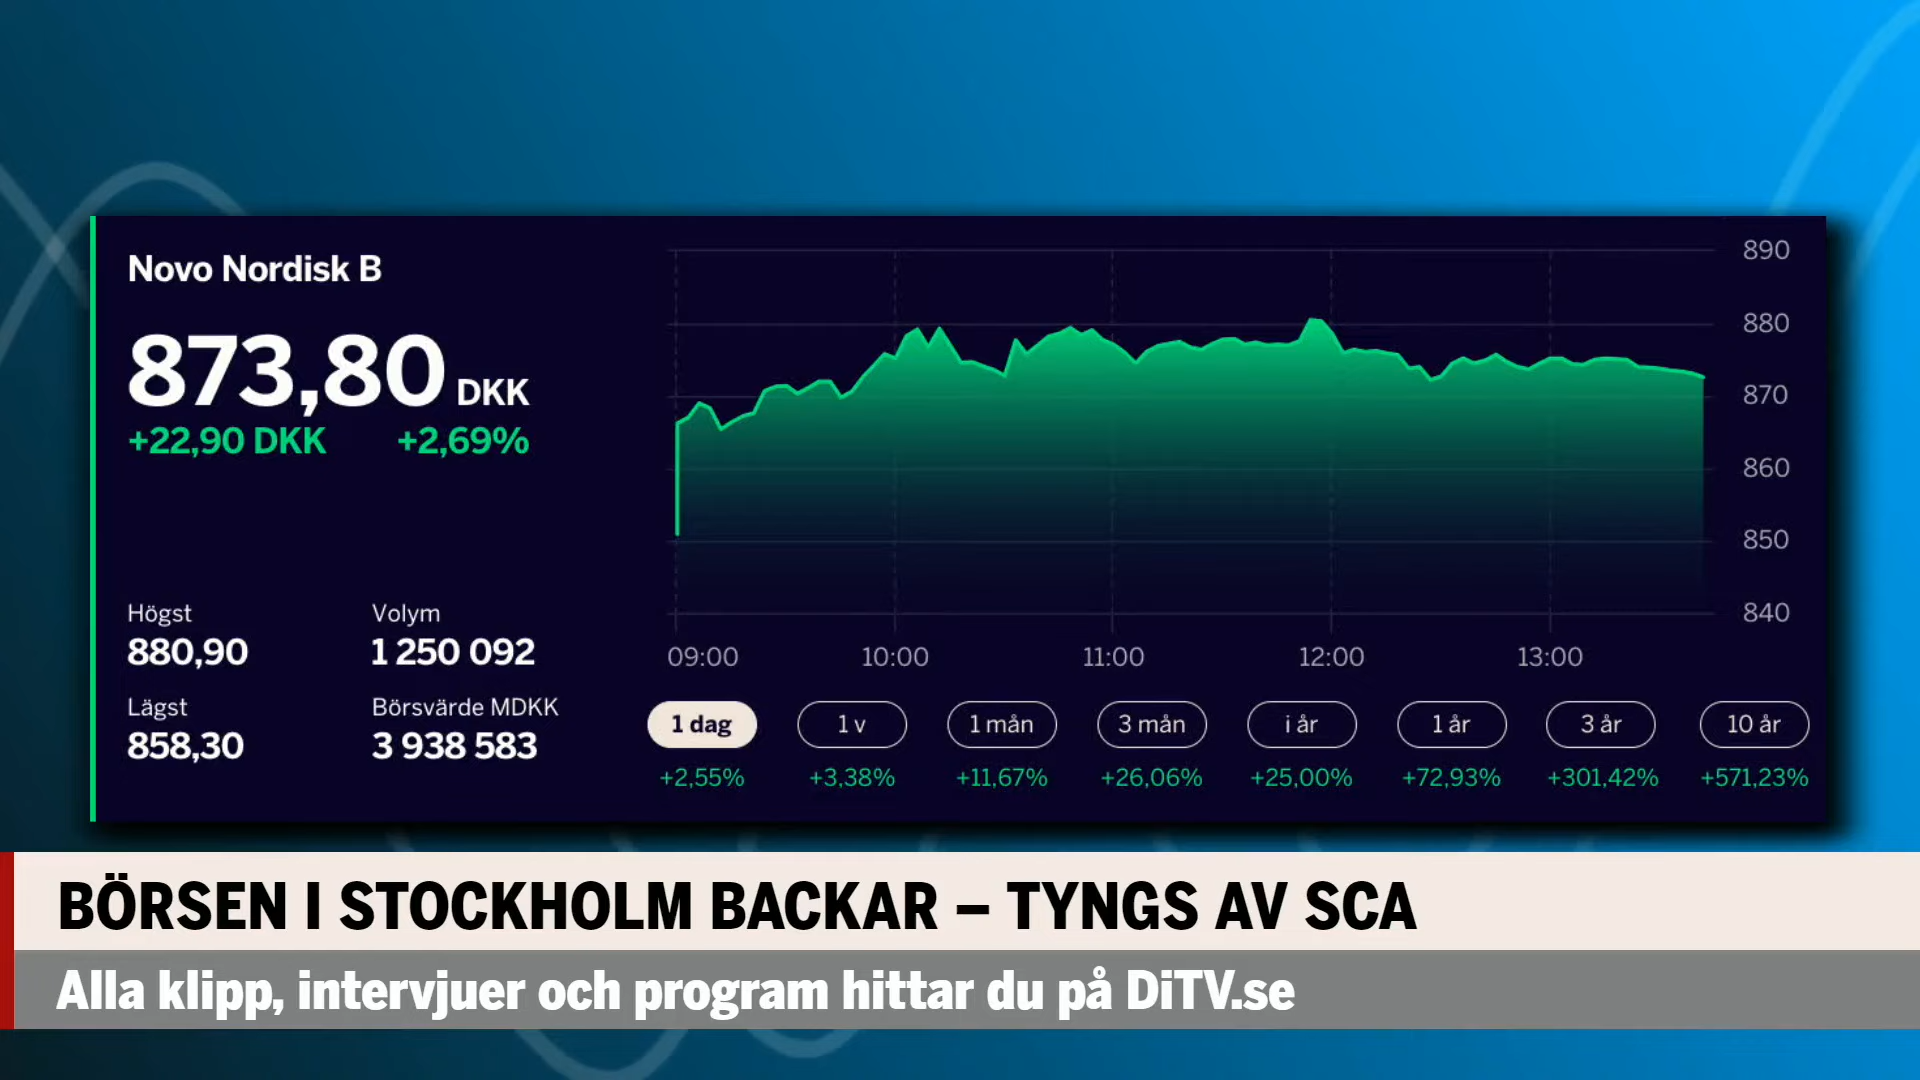 Novo Nordisk B
873,80 DKK
+22,90 DKK +2,69%
Högst Volym
880,90 1 250 092
Lägst Börsvärde MDKK
858,30 3 938 583
890
880
870
860
850
840
09:00 10:00 11:00 12:00 13:00
1 dag 1 v 1 mån 3 mån i år 1 år 3 år 10 år
+2,55% +3,38% +11,67% +26,06% +25,00% +72,93% +301,42% +571,23%
BÖRSEN I STOCKHOLM BACKAR – TYNGS AV SCA
Alla klipp, intervjuer och program hittar du på DiTV.se